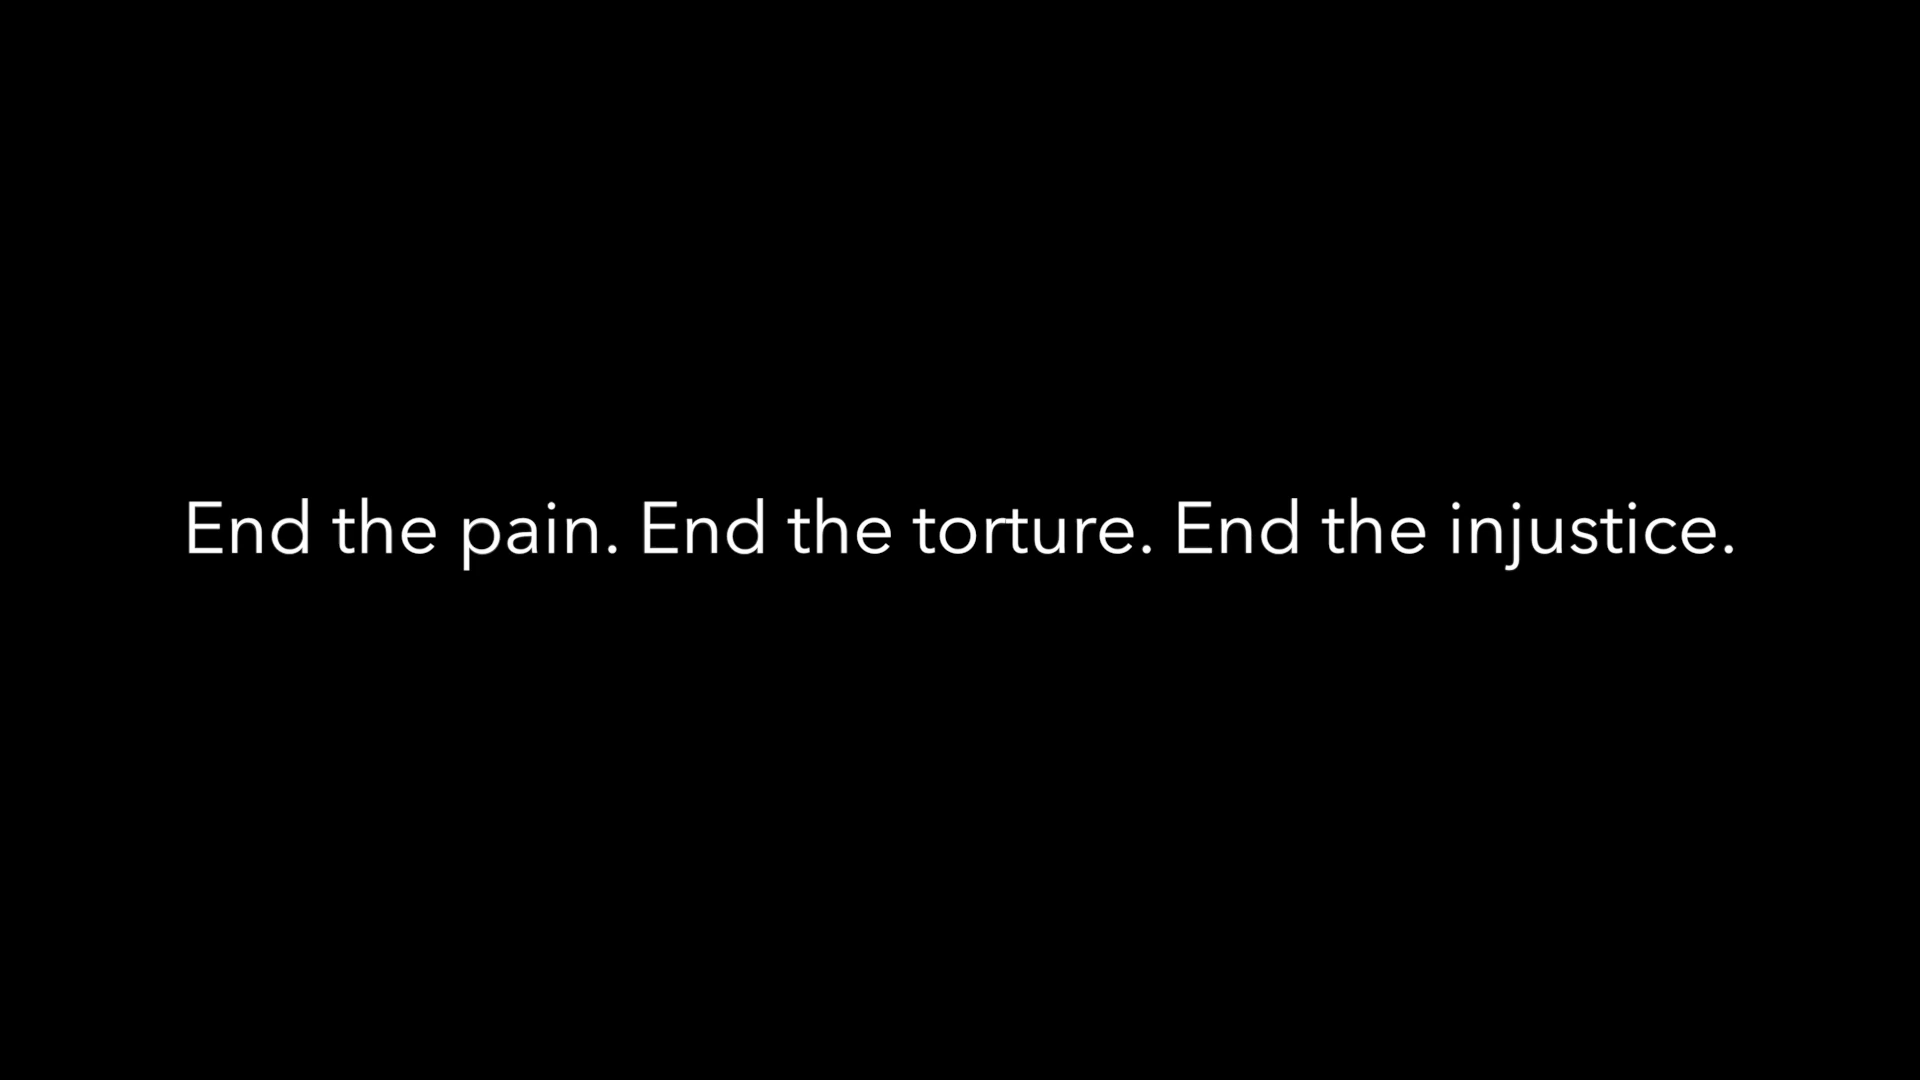 End the pain. End the torture. End the injustice.